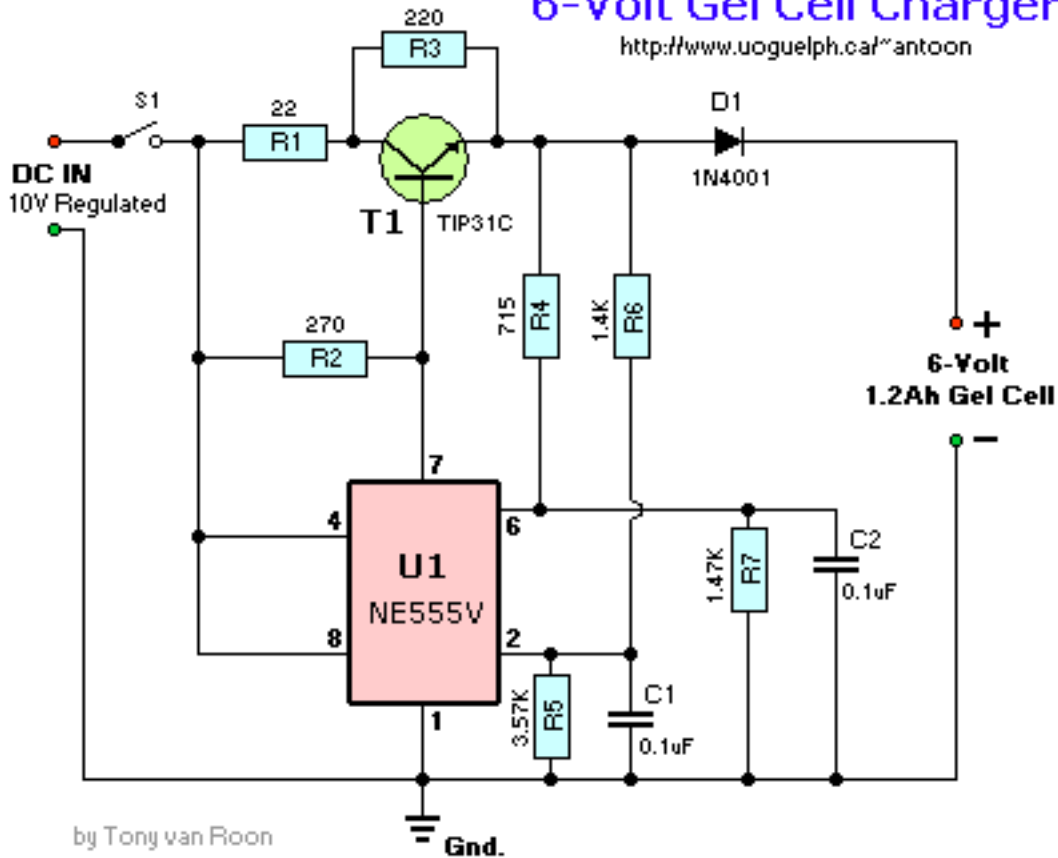 6-Volt Gel Cell Charger
http://www.uoguelph.ca/~antoon
220
R3
S1
22
R1
D1
1N4001
DC IN
10V Regulated
T1
TIP31C
270
R2
715
R4
1.4K
R6
+
6-Volt
1.2Ah Gel Cell
−
7
4
6
U1
NE555V
8
2
1
1.47K
R7
C2
0.1uF
3.57K
R5
C1
0.1uF
by Tony van Roon
Gnd.